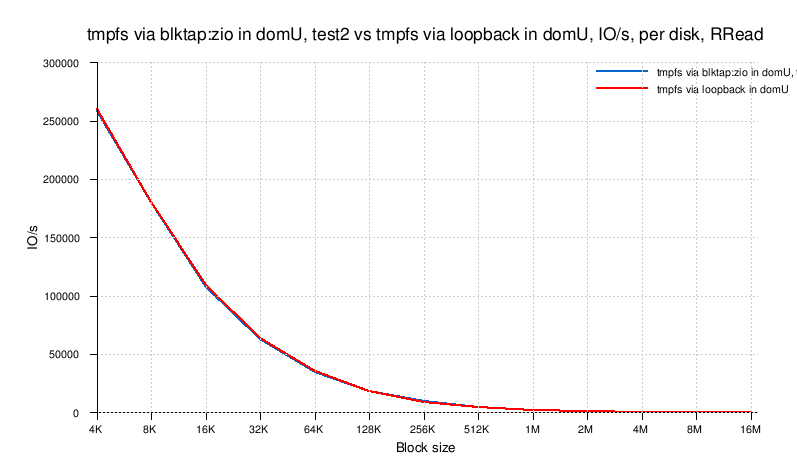 tmpfs via blktap:zio in domU, test2 vs tmpfs via loopback in domU, IO/s, per disk, RRead
tmpfs via blktap:zio in domU,
tmpfs via loopback in domU
300000
250000
200000
150000
100000
50000
0
IO/s
4K 8K 16K 32K 64K 128K 256K 512K 1M 2M 4M 8M 16M
Block size